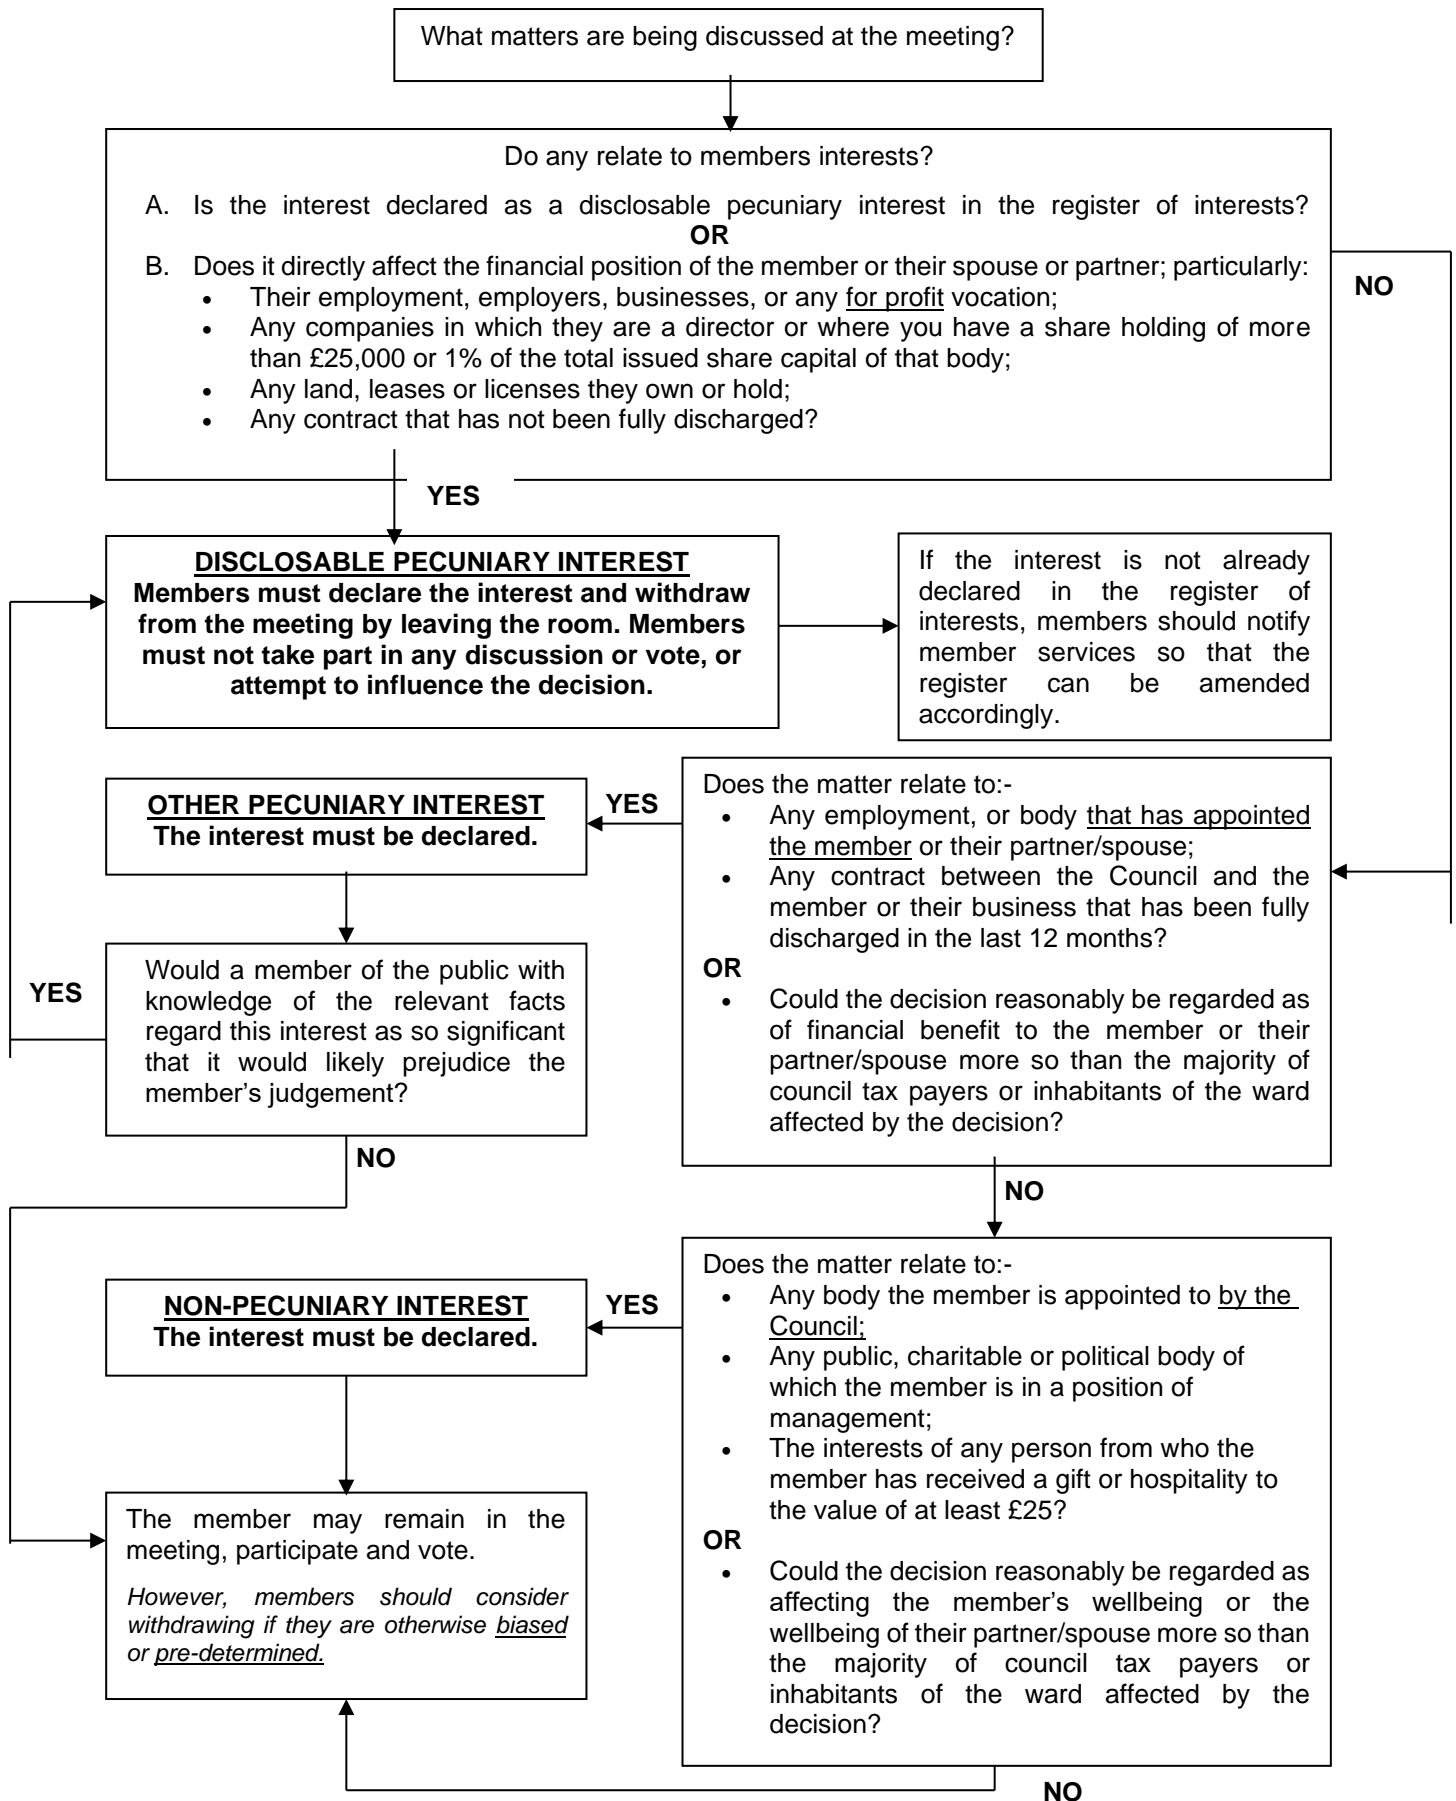 What matters are being discussed at the meeting?
Do any relate to members interests?
A. Is the interest declared as a disclosable pecuniary interest in the register of interests?
OR
B. Does it directly affect the financial position of the member or their spouse or partner; particularly:
• Their employment, employers, businesses, or any for profit vocation;
• Any companies in which they are a director or where you have a share holding of more
than £25,000 or 1% of the total issued share capital of that body;
• Any land, leases or licenses they own or hold;
• Any contract that has not been fully discharged?
NO
YES
DISCLOSABLE PECUNIARY INTEREST
Members must declare the interest and withdraw
from the meeting by leaving the room. Members
must not take part in any discussion or vote, or
attempt to influence the decision.
If the interest is not already
declared in the register of
interests, members should notify
member services so that the
register can be amended
accordingly.
Does the matter relate to:-
• Any employment, or body that has appointed
the member or their partner/spouse;
• Any contract between the Council and the
member or their business that has been fully
discharged in the last 12 months?
OR
• Could the decision reasonably be regarded as
of financial benefit to the member or their
partner/spouse more so than the majority of
council tax payers or inhabitants of the ward
affected by the decision?
YES
OTHER PECUNIARY INTEREST
The interest must be declared.
Would a member of the public with
knowledge of the relevant facts
regard this interest as so significant
that it would likely prejudice the
member’s judgement?
YES
NO
NO
Does the matter relate to:-
• Any body the member is appointed to by the
Council;
• Any public, charitable or political body of
which the member is in a position of
management;
• The interests of any person from who the
member has received a gift or hospitality to
the value of at least £25?
OR
• Could the decision reasonably be regarded as
affecting the member’s wellbeing or the
wellbeing of their partner/spouse more so than
the majority of council tax payers or
inhabitants of the ward affected by the
decision?
YES
NON-PECUNIARY INTEREST
The interest must be declared.
The member may remain in the
meeting, participate and vote.
However, members should consider
withdrawing if they are otherwise biased
or pre-determined.
NO